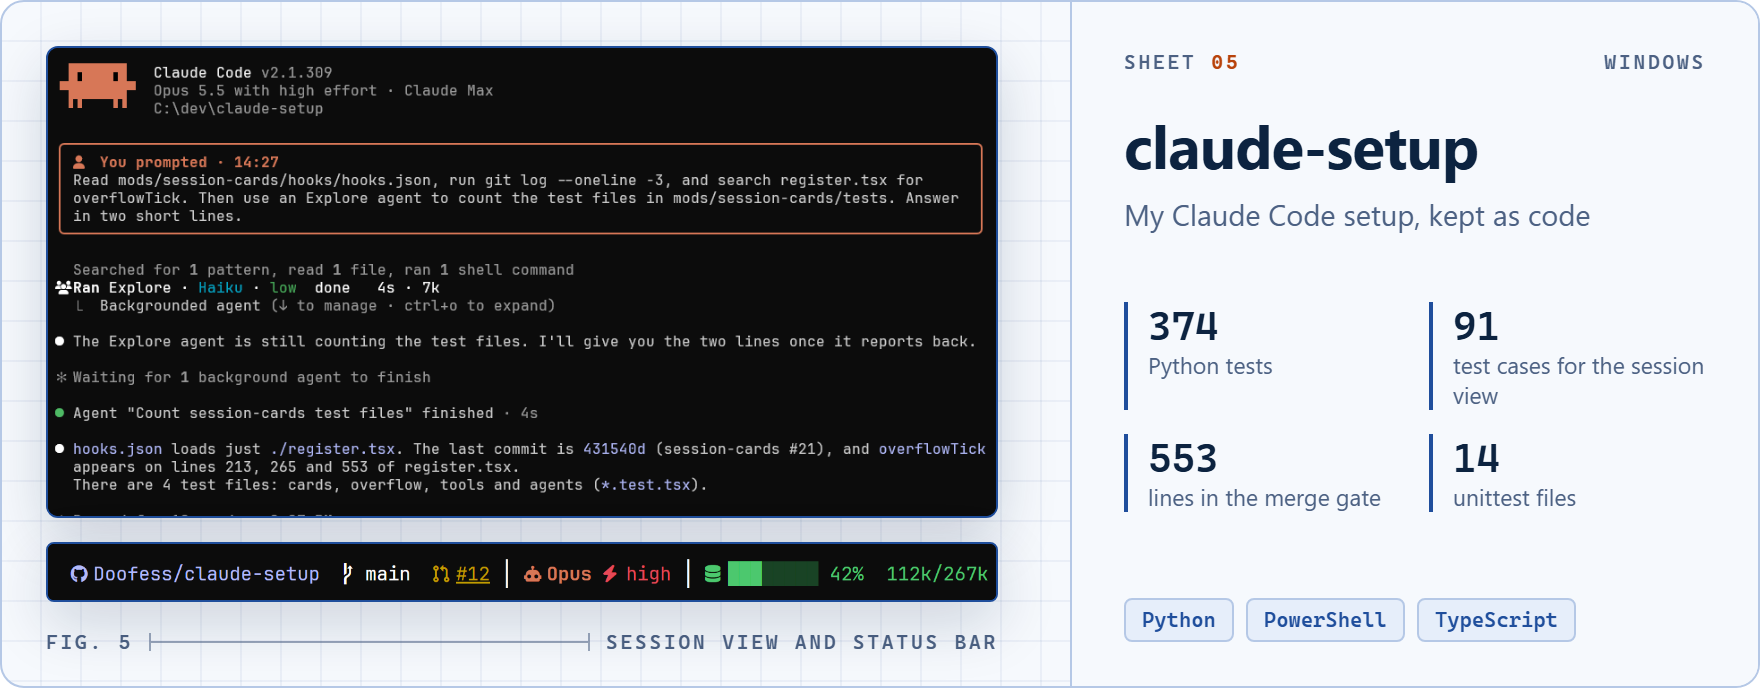 Claude Code v2.1.309
Opus 5.5 with high effort · Claude Max
C:\dev\claude-setup
You prompted · 14:27
Read mods/session-cards/hooks/hooks.json, run git log --oneline -3, and search register.tsx for
overflowTick. Then use an Explore agent to count the test files in mods/session-cards/tests. Answer
in two short lines.
Searched for 1 pattern, read 1 file, ran 1 shell command
Ran Explore · Haiku · low done 4s · 7k
└ Backgrounded agent (↓ to manage · ctrl+o to expand)
● The Explore agent is still counting the test files. I'll give you the two lines once it reports back.
✻ Waiting for 1 background agent to finish
● Agent "Count session-cards test files" finished · 4s
● hooks.json loads just ./register.tsx. The last commit is 431540d (session-cards #21), and overflowTick
appears on lines 213, 265 and 553 of register.tsx.
There are 4 test files: cards, overflow, tools and agents (*.test.tsx).
Doofess/claude-setup main #12 | Opus high | 42% 112k/267k
FIG. 5 SESSION VIEW AND STATUS BAR
SHEET 05 WINDOWS
claude-setup
My Claude Code setup, kept as code
374
Python tests
91
test cases for the session
view
553
lines in the merge gate
14
unittest files
Python PowerShell TypeScript